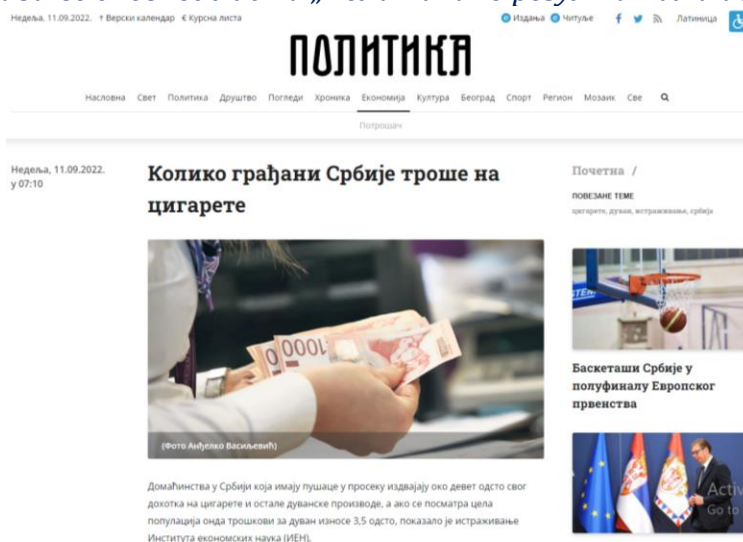 Недеља, 11.09.2022. † Верски календар € Курсна листа
Издања Читуље Латиница
ПОЛИТИКА
Насловна Свет Политика Друштво Погледи Хроника Економија Култура Београд Спорт Регион Мозаик Све
Потрошач
Недеља, 11.09.2022.
у 07:10
Колико грађани Србије троше на
цигарете
1000
(Фото Анђелко Васиљевић)
Домаћинства у Србији која имају пушаче у просеку издвајају око девет одсто свог
дохотка на цигарете и остале дуванске производе, а ако се посматра цела
популација онда трошкови за дуван износе 3,5 одсто, показало је истраживање
Института економских наука (ИЕН).
Почетна /
ПОВЕЗАНЕ ТЕМЕ
цигарете, дуван, истраживање, србија
Баскеташи Србије у
полуфиналу Европског
првенства
Activ
Go to